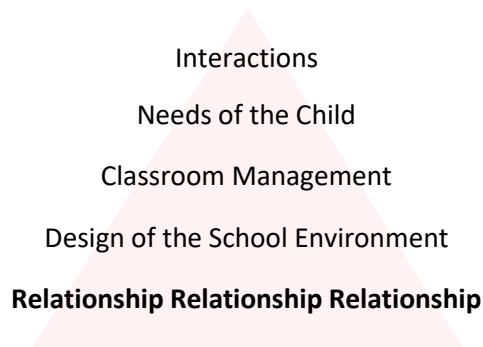 Interactions
Needs of the Child
Classroom Management
Design of the School Environment
Relationship Relationship Relationship